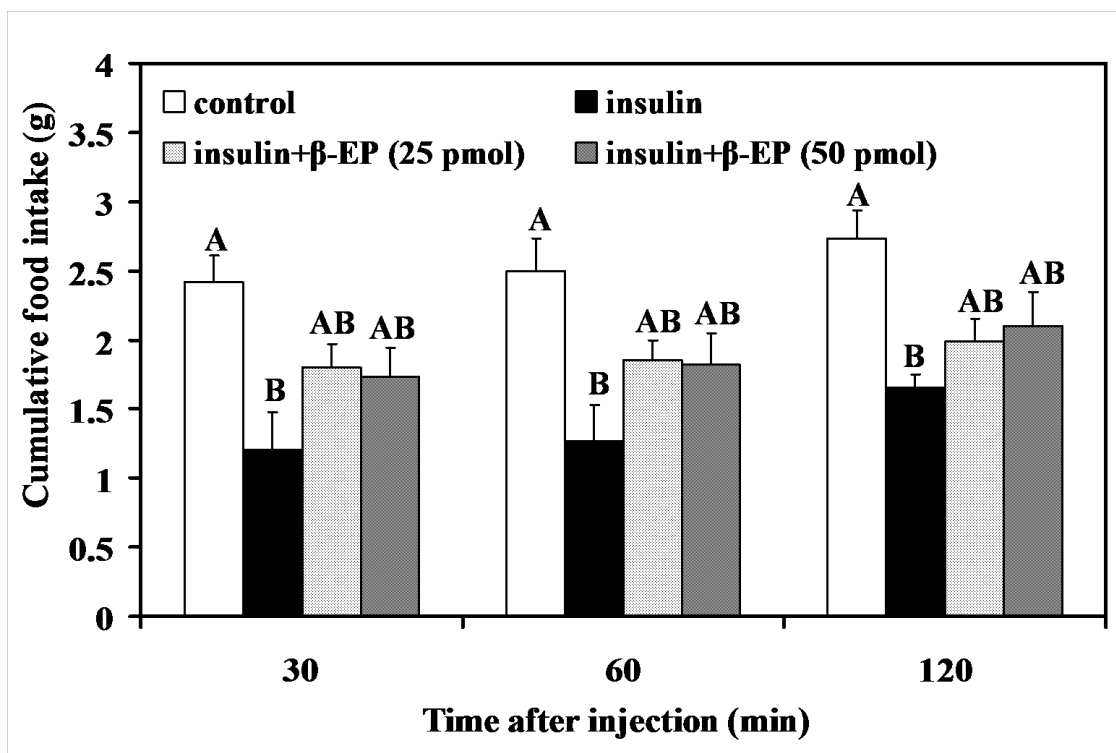 Cumulative food intake (g)
4
3.5
3
2.5
2
1.5
1
0.5
0
control
insulin
insulin+β-EP (25 pmol)
insulin+β-EP (50 pmol)
A
B
AB
AB
A
B
AB
AB
A
B
AB
AB
30
60
120
Time after injection (min)